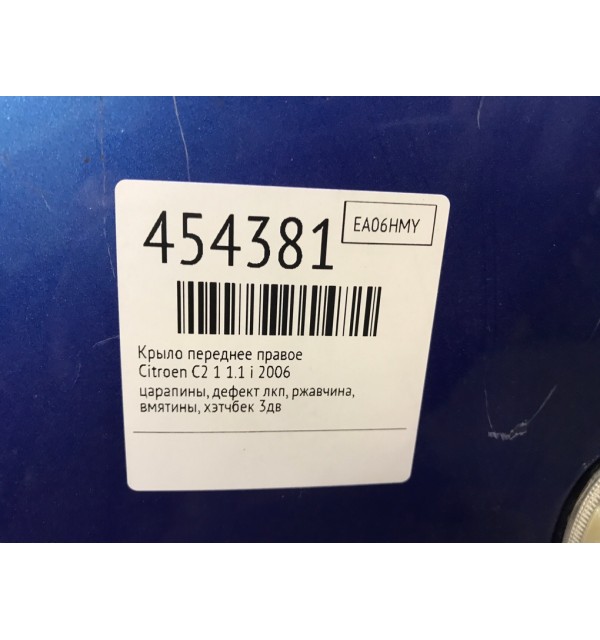 454381
EA06HMY
Крыло переднее правое
Citroen C2 1 1.1 i 2006
царапины, дефект лкп, ржавчина,
вмятины, хэтчбек 3дв